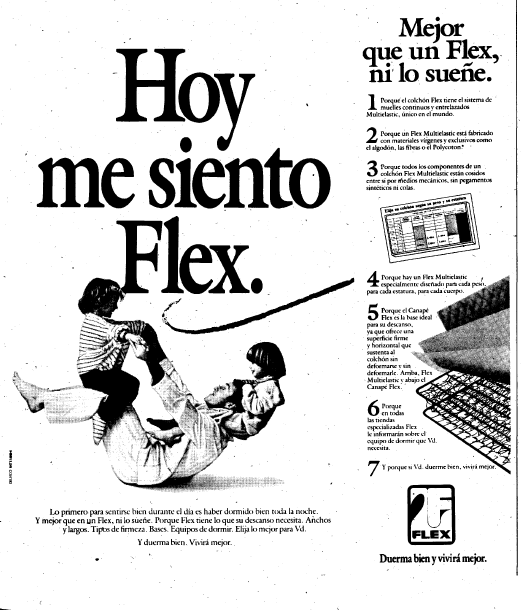 Hoy
me siento
Flex.
Lo primero para sentirse bien durante el día es haber dormido bien toda la noche.
Y mejor que en un Flex, ni lo sueñe. Porque Flex tiene lo que su descanso necesita. Anchos
y largos. Tipos de firmeza. Bases. Equipos de dormir. Elija lo mejor para Vd.
Y duerma bien. Vivirá mejor.
Mejor
que un Flex,
ni lo sueñe.
1 Porque el colchón Flex tiene el sistema de
muelles continuos y entrelazados
Multielastic, único en el mundo.
2 Porque un Flex Multielastic está fabricado
con materiales vírgenes y exclusivos como
el algodón, las fibras o el Polycoton*
3 Porque todos los componentes de un
colchón Flex Multielastic están cosidos
entre sí por medios mecánicos, sin pegamentos
sintéticos ni colas.
Elija su colchón según su peso y su estatura
4 Porque hay un Flex Multielastic
especialmente diseñado para cada peso,
para cada estatura, para cada cuerpo.
5 Porque el Canapé
Flex es la base ideal
para su descanso,
ya que ofrece una
superficie firme
y horizontal que
sustenta al
colchón sin
deformarse y sin
deformarle. Arriba, Flex
Multielastic y abajo el
Canapé Flex.
6 Porque
en todas
las tiendas
especializadas Flex
le informarán sobre el
equipo de dormir que Vd.
necesita.
7 Y porque si Vd. duerme bien, vivirá mejor.
FLEX
Duerma bien y vivirá mejor.